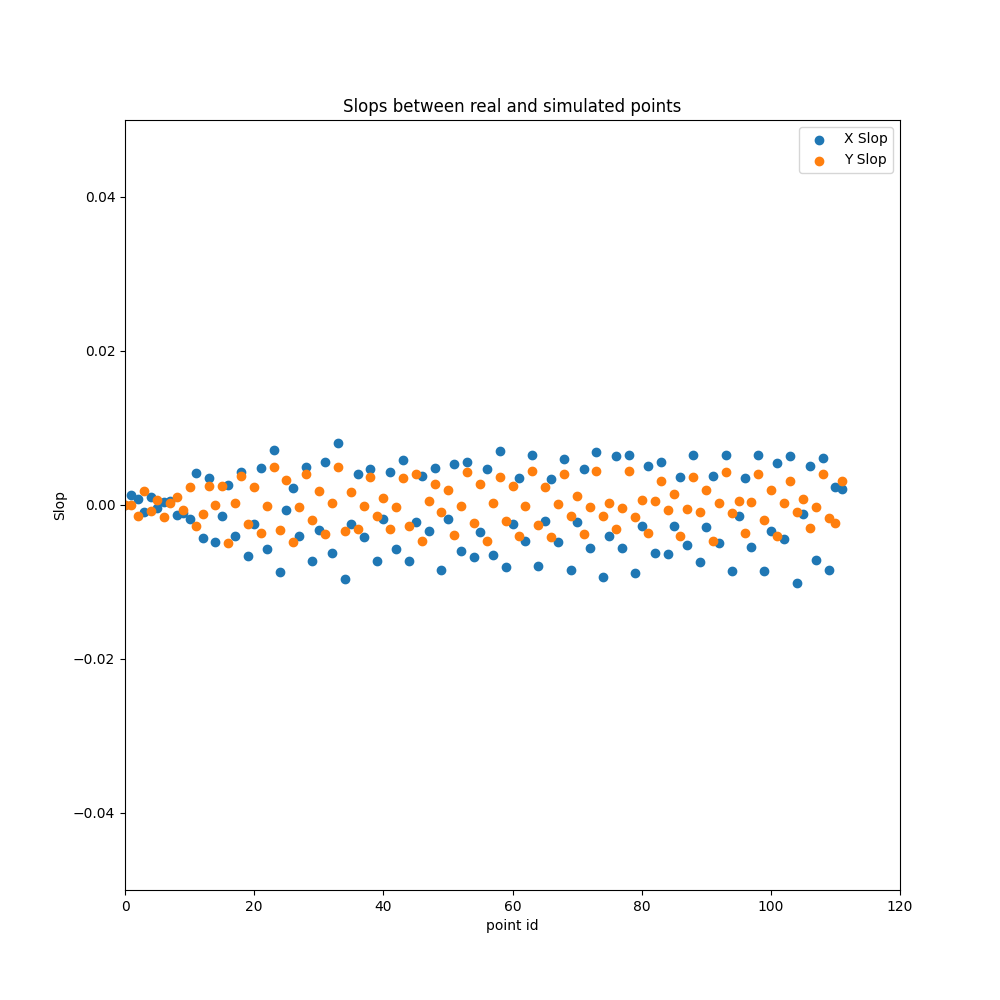 Slops between real and simulated points
X Slop
Y Slop
0.04
0.02
0.00
−0.02
−0.04
Slop
0 20 40 60 80 100 120
point id